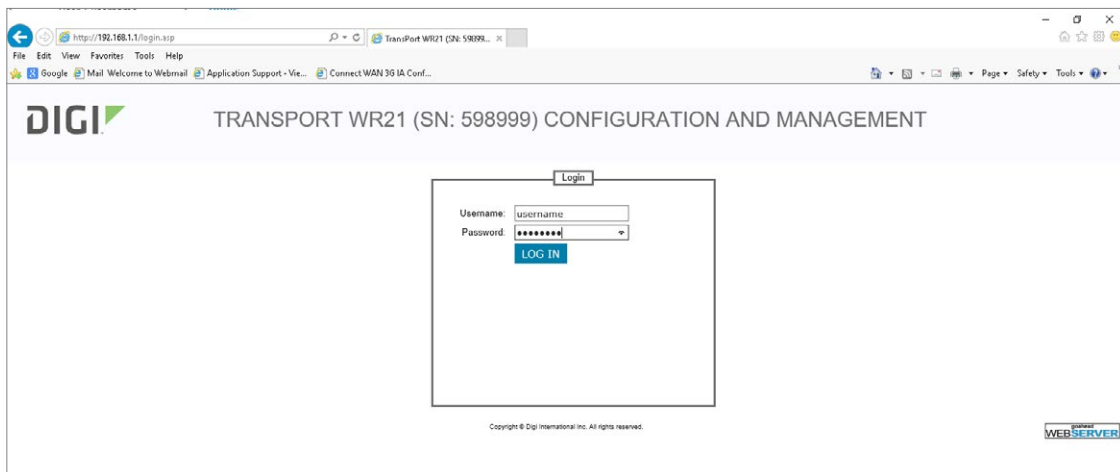 http://192.168.1.1/login.asp
TransPort WR21 (SN: 59899...
File Edit View Favorites Tools Help
Google Mail Welcome to Webmail Application Support - Vie... Connect WAN 3G IA Conf...
Page Safety Tools
DIGI
TRANSPORT WR21 (SN: 598999) CONFIGURATION AND MANAGEMENT
Login
Username: username
Password: ••••••••
LOG IN
Copyright © Digi International Inc. All rights reserved.
goahead
WEBSERVER